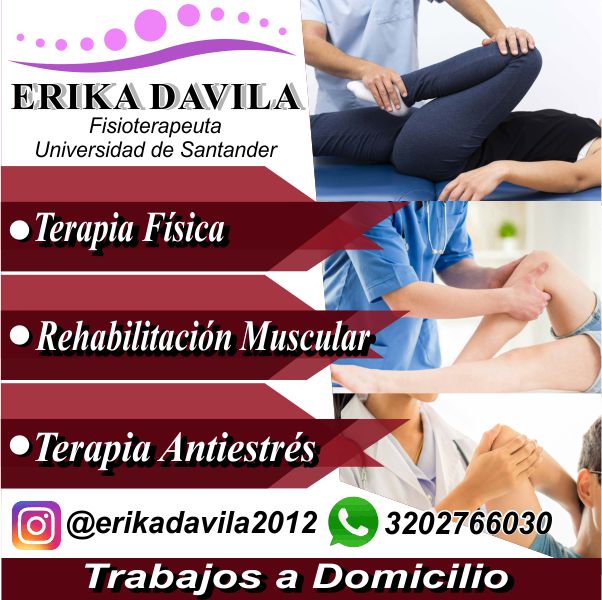 ERIKA DAVILA
Fisioterapeuta
Universidad de Santander
Terapia Física
Rehabilitación Muscular
Terapia Antiestrés
@erikadavila2012
3202766030
Trabajos a Domicilio